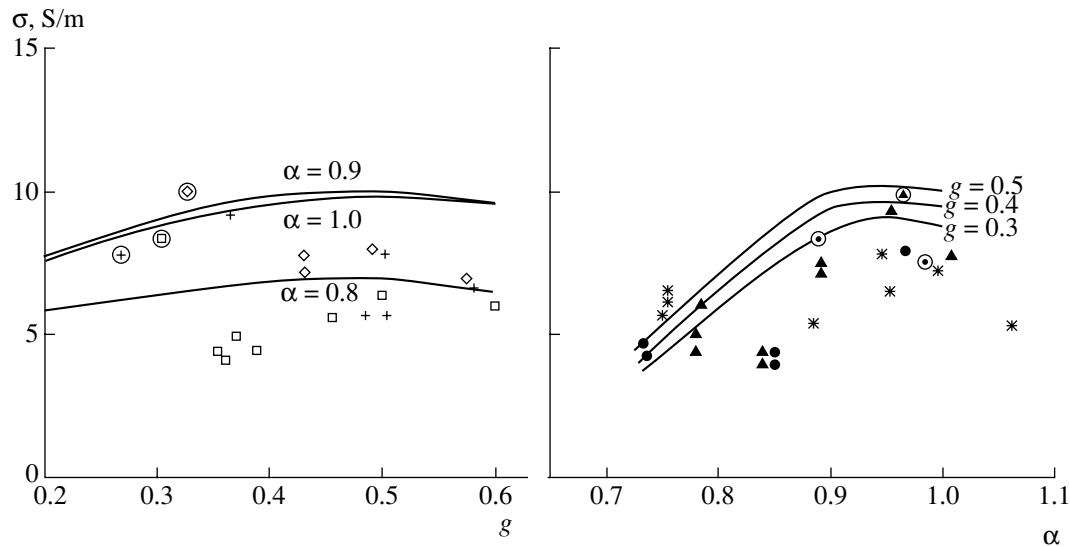 σ, S/m
15
10
5
0
α = 0.9
α = 1.0
α = 0.8
0.2 0.3 0.4 0.5 0.6
g
g = 0.5
g = 0.4
g = 0.3
0.7 0.8 0.9 1.0 1.1
α